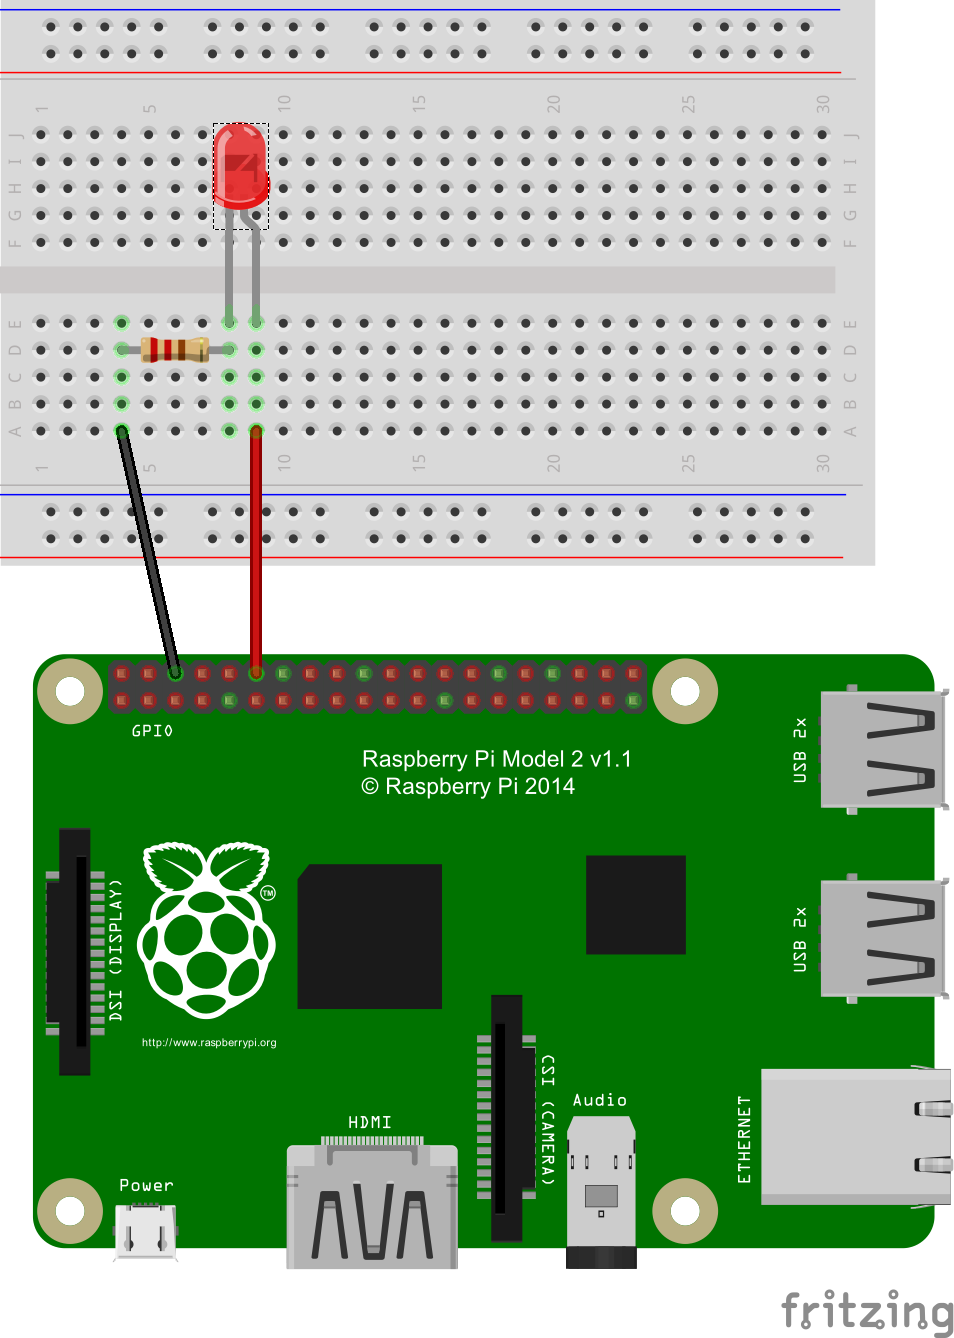 1 5 10 15 20 25 30
J J
I I
H H
G G
F F
E E
D D
C C
B B
A A
1 5 10 15 20 25 30
GPIO
Raspberry Pi Model 2 v1.1
© Raspberry Pi 2014
USB 2x
TM
DSI (DISPLAY)
USB 2x
http://www.raspberrypi.org
CSI (CAMERA)
Audio
ETHERNET
HDMI
Power
fritzing